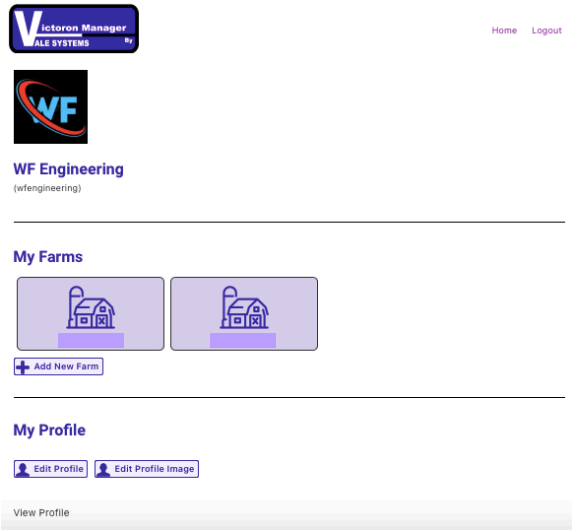 Victoron Manager
VALE SYSTEMS By
Home Logout
WF
WF Engineering
(wfengineering)
My Farms
Add New Farm
My Profile
Edit Profile Edit Profile Image
View Profile